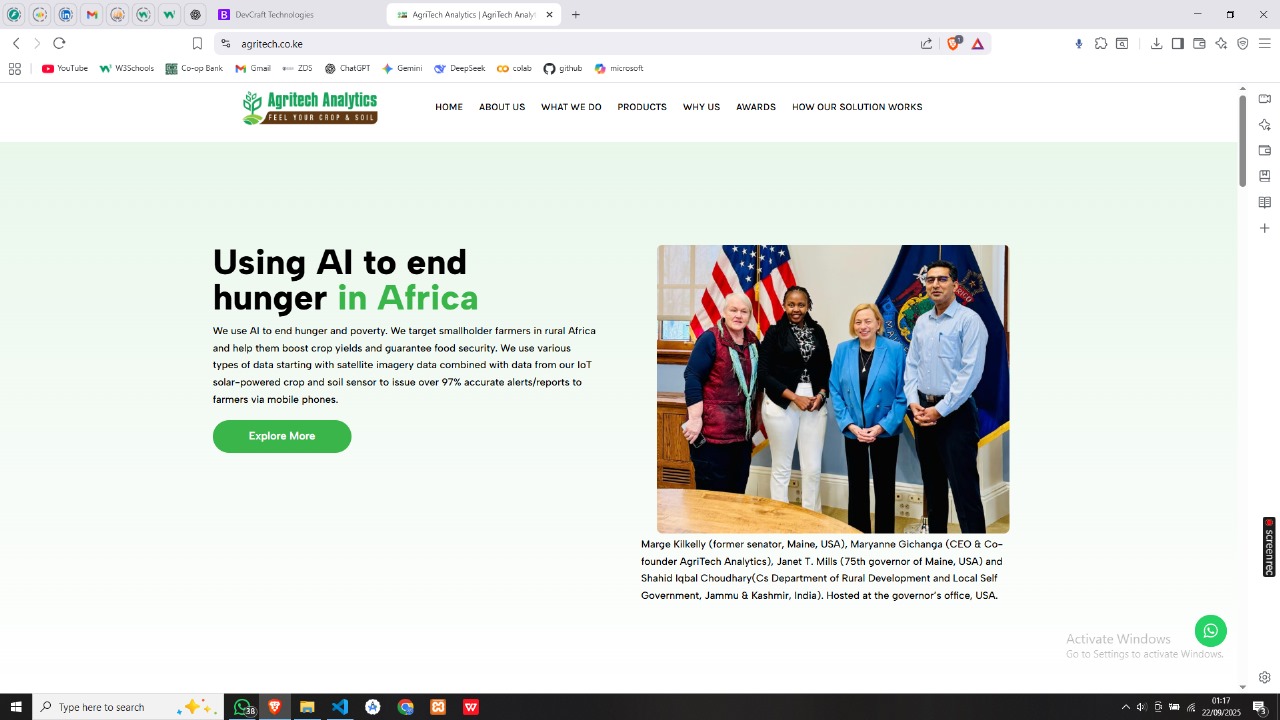 DevCraft Technologies
AgriTech Analytics | AgriTech Analyt
agritech.co.ke
1
YouTube
W3Schools
Co-op Bank
Gmail
ZDS
ChatGPT
Gemini
DeepSeek
colab
github
microsoft
Agritech Analytics
FEEL YOUR CROP & SOIL
HOME ABOUT US WHAT WE DO PRODUCTS WHY US AWARDS HOW OUR SOLUTION WORKS
Using AI to end
hunger in Africa
We use AI to end hunger and poverty. We target smallholder farmers in rural Africa
and help them boost crop yields and guarantee food security. We use various
types of data starting with satellite imagery data combined with data from our IoT
solar-powered crop and soil sensor to issue over 97% accurate alerts/reports to
farmers via mobile phones.
Explore More
Marge Kilkelly (former senator, Maine, USA), Maryanne Gichanga (CEO & Co-
founder AgriTech Analytics), Janet T. Mills (75th governor of Maine, USA) and
Shahid Iqbal Choudhary(Cs Department of Rural Development and Local Self
Government, Jammu & Kashmir, India). Hosted at the governor's office, USA.
screenrec
Activate Windows
Go to Settings to activate Windows.
Type here to search
38
01:17
22/09/2025
3